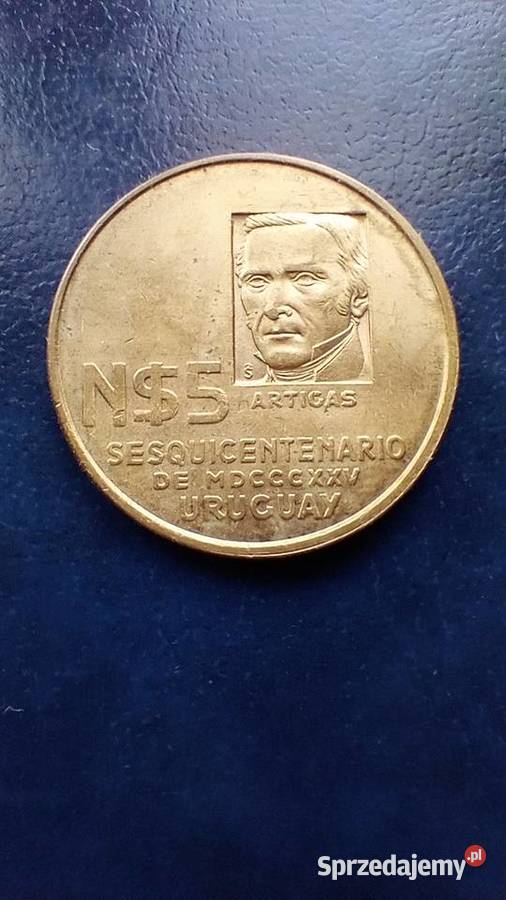 N$5
ARTIGAS
SESQUICENTENARIO
DE MDCCCXXV
URUGUAY
Sprzedajemy.pl